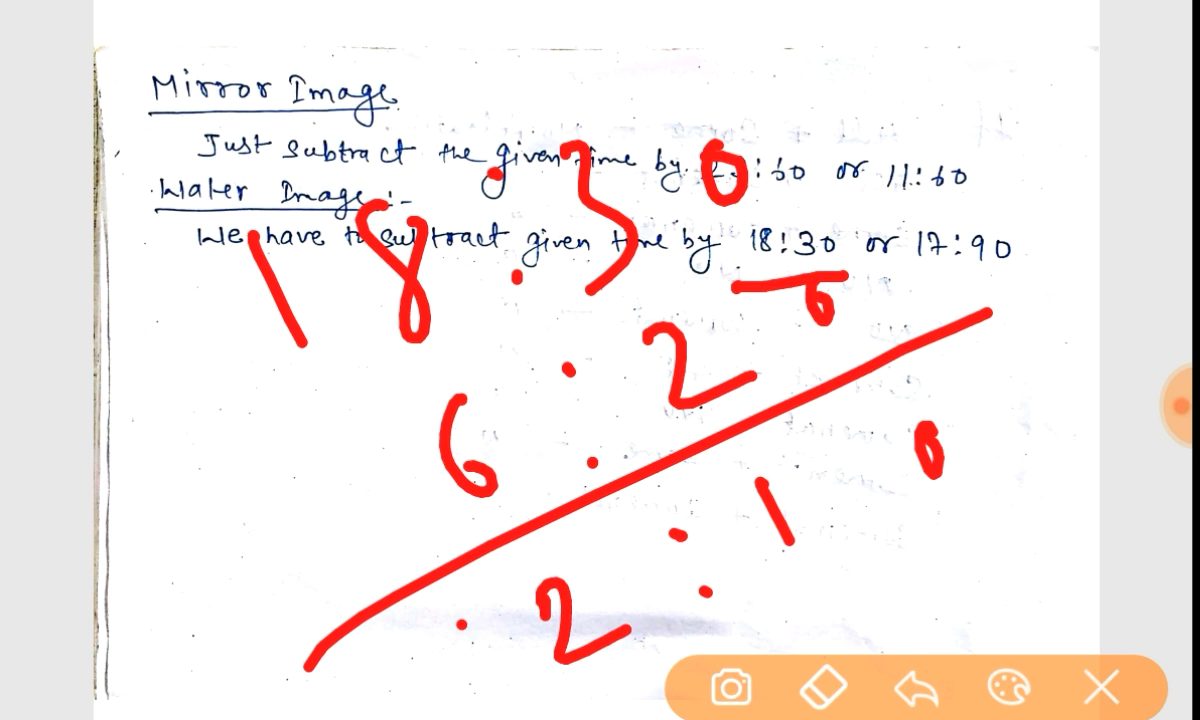 Mirror Image
Just subtract the given time by :60 or 11:60
Water Image :-
We have to subtract given time by 18:30 or 17:90
18:30
6:20
2:10